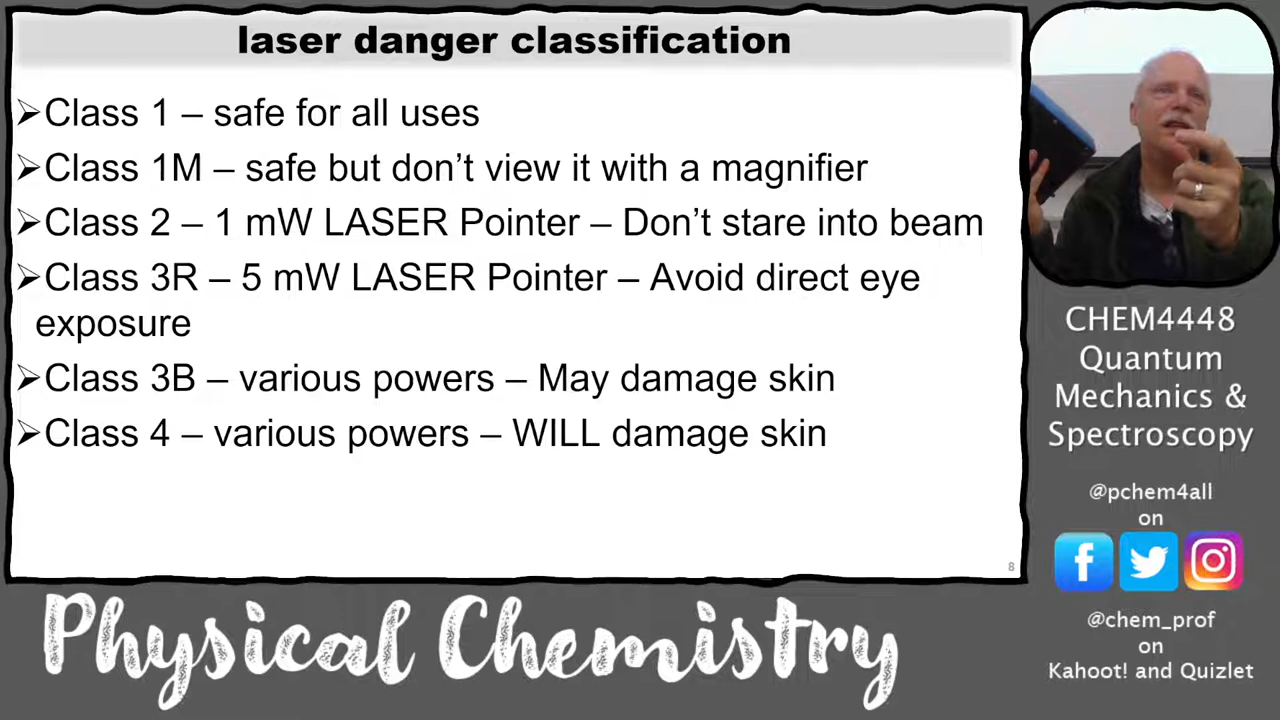 laser danger classification
➢Class 1 – safe for all uses
➢Class 1M – safe but don’t view it with a magnifier
➢Class 2 – 1 mW LASER Pointer – Don’t stare into beam
➢Class 3R – 5 mW LASER Pointer – Avoid direct eye
exposure
➢Class 3B – various powers – May damage skin
➢Class 4 – various powers – WILL damage skin
8
CHEM4448
Quantum
Mechanics &
Spectroscopy
@pchem4all
on
@chem_prof
on
Kahoot! and Quizlet
Physical Chemistry